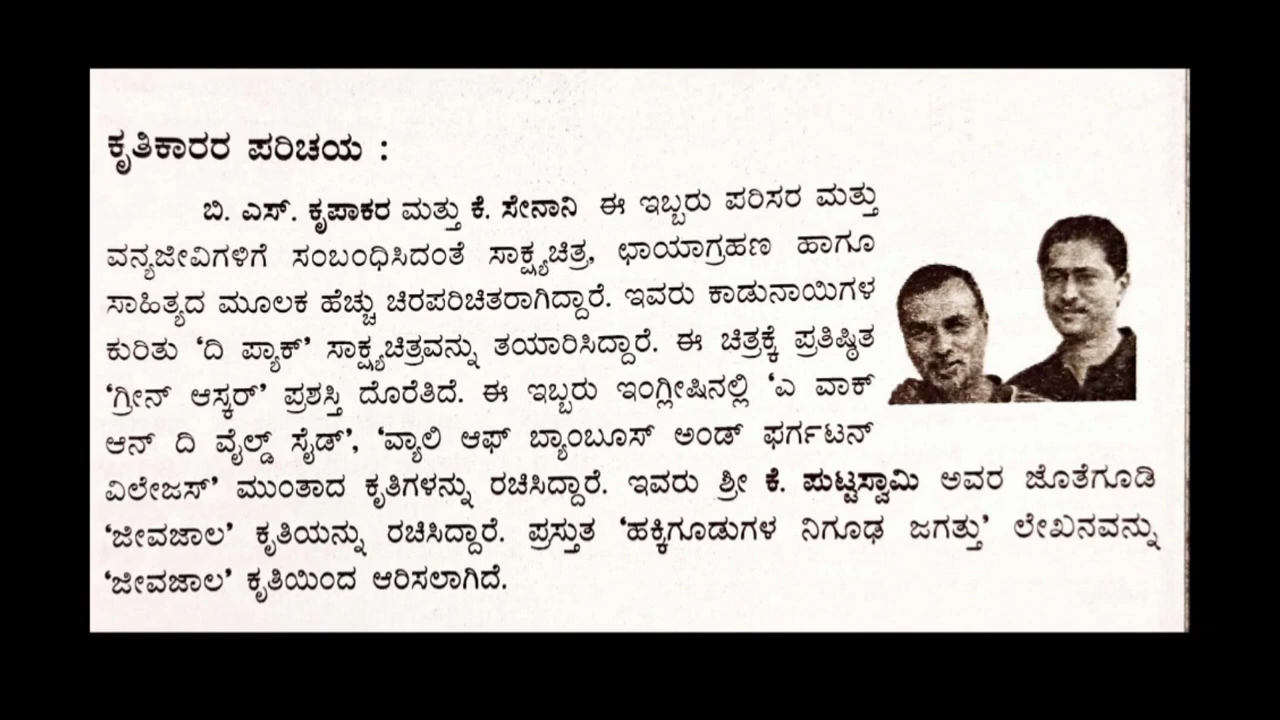 ಕೃತಿಕಾರರ ಪರಿಚಯ :
ಬಿ. ಎಸ್. ಕೃಪಾಕರ ಮತ್ತು ಕೆ. ಸೇನಾನಿ ಈ ಇಬ್ಬರು ಪರಿಸರ ಮತ್ತು
ವನ್ಯಜೀವಿಗಳಿಗೆ ಸಂಬಂಧಿಸಿದಂತೆ ಸಾಕ್ಷ್ಯಚಿತ್ರ, ಛಾಯಾಗ್ರಹಣ ಹಾಗೂ
ಸಾಹಿತ್ಯದ ಮೂಲಕ ಹೆಚ್ಚು ಚಿರಪರಿಚಿತರಾಗಿದ್ದಾರೆ. ಇವರು ಕಾಡುನಾಯಿಗಳ
ಕುರಿತು ‘ದಿ ಪ್ಯಾಕ್’ ಸಾಕ್ಷ್ಯಚಿತ್ರವನ್ನು ತಯಾರಿಸಿದ್ದಾರೆ. ಈ ಚಿತ್ರಕ್ಕೆ ಪ್ರತಿಷ್ಠಿತ
‘ಗ್ರೀನ್ ಆಸ್ಕರ್’ ಪ್ರಶಸ್ತಿ ದೊರೆತಿದೆ. ಈ ಇಬ್ಬರು ಇಂಗ್ಲೀಷಿನಲ್ಲಿ ‘ಎ ವಾಕ್
ಆನ್ ದಿ ವೈಲ್ಡ್ ಸೈಡ್’, ‘ವ್ಯಾಲಿ ಆಫ್ ಬ್ಯಾಂಬೂಸ್ ಅಂಡ್ ಫರ್ಗಟನ್
ವಿಲೇಜಸ್’ ಮುಂತಾದ ಕೃತಿಗಳನ್ನು ರಚಿಸಿದ್ದಾರೆ. ಇವರು ಶ್ರೀ ಕೆ. ಪುಟ್ಟಸ್ವಾಮಿ ಅವರ ಜೊತೆಗೂಡಿ
‘ಜೀವಜಾಲ’ ಕೃತಿಯನ್ನು ರಚಿಸಿದ್ದಾರೆ. ಪ್ರಸ್ತುತ ‘ಹಕ್ಕಿಗೂಡುಗಳ ನಿಗೂಢ ಜಗತ್ತು’ ಲೇಖನವನ್ನು
‘ಜೀವಜಾಲ’ ಕೃತಿಯಿಂದ ಆರಿಸಲಾಗಿದೆ.